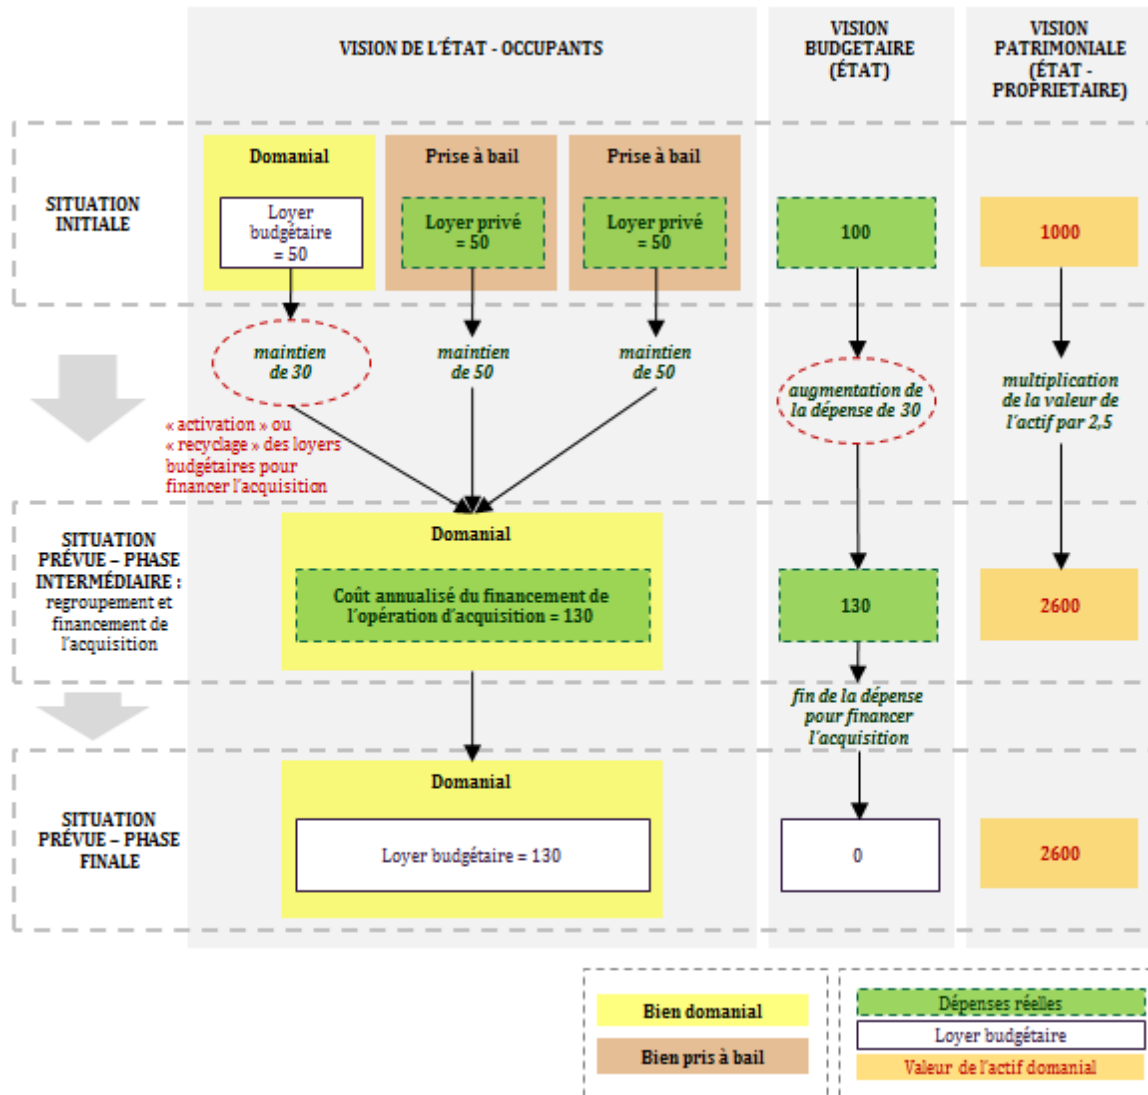 VISION DE L'ÉTAT - OCCUPANTS
VISION
BUDGETAIRE
(ÉTAT)
VISION
PATRIMONIALE
(ÉTAT -
PROPRIETAIRE)
SITUATION
INITIALE
Domanial
Loyer
budgétaire
= 50
Prise à bail
Loyer privé
= 50
Prise à bail
Loyer privé
= 50
100
1000
maintien
de 30
maintien
de 50
maintien
de 50
augmentation de
la dépense de 30
multiplication
de la valeur de
l'actif par 2,5
« activation » ou
« recyclage » des loyers
budgétaires pour
financer l'acquisition
SITUATION
PRÉVUE – PHASE
INTERMÉDIAIRE :
regroupement et
financement de
l'acquisition
Domanial
Coût annualisé du financement de
l'opération d'acquisition = 130
130
2600
fin de la dépense
pour financer
l'acquisition
SITUATION
PRÉVUE – PHASE
FINALE
Domanial
Loyer budgétaire = 130
0
2600
Bien domanial
Bien pris à bail
Dépenses réelles
Loyer budgétaire
Valeur de l'actif domanial